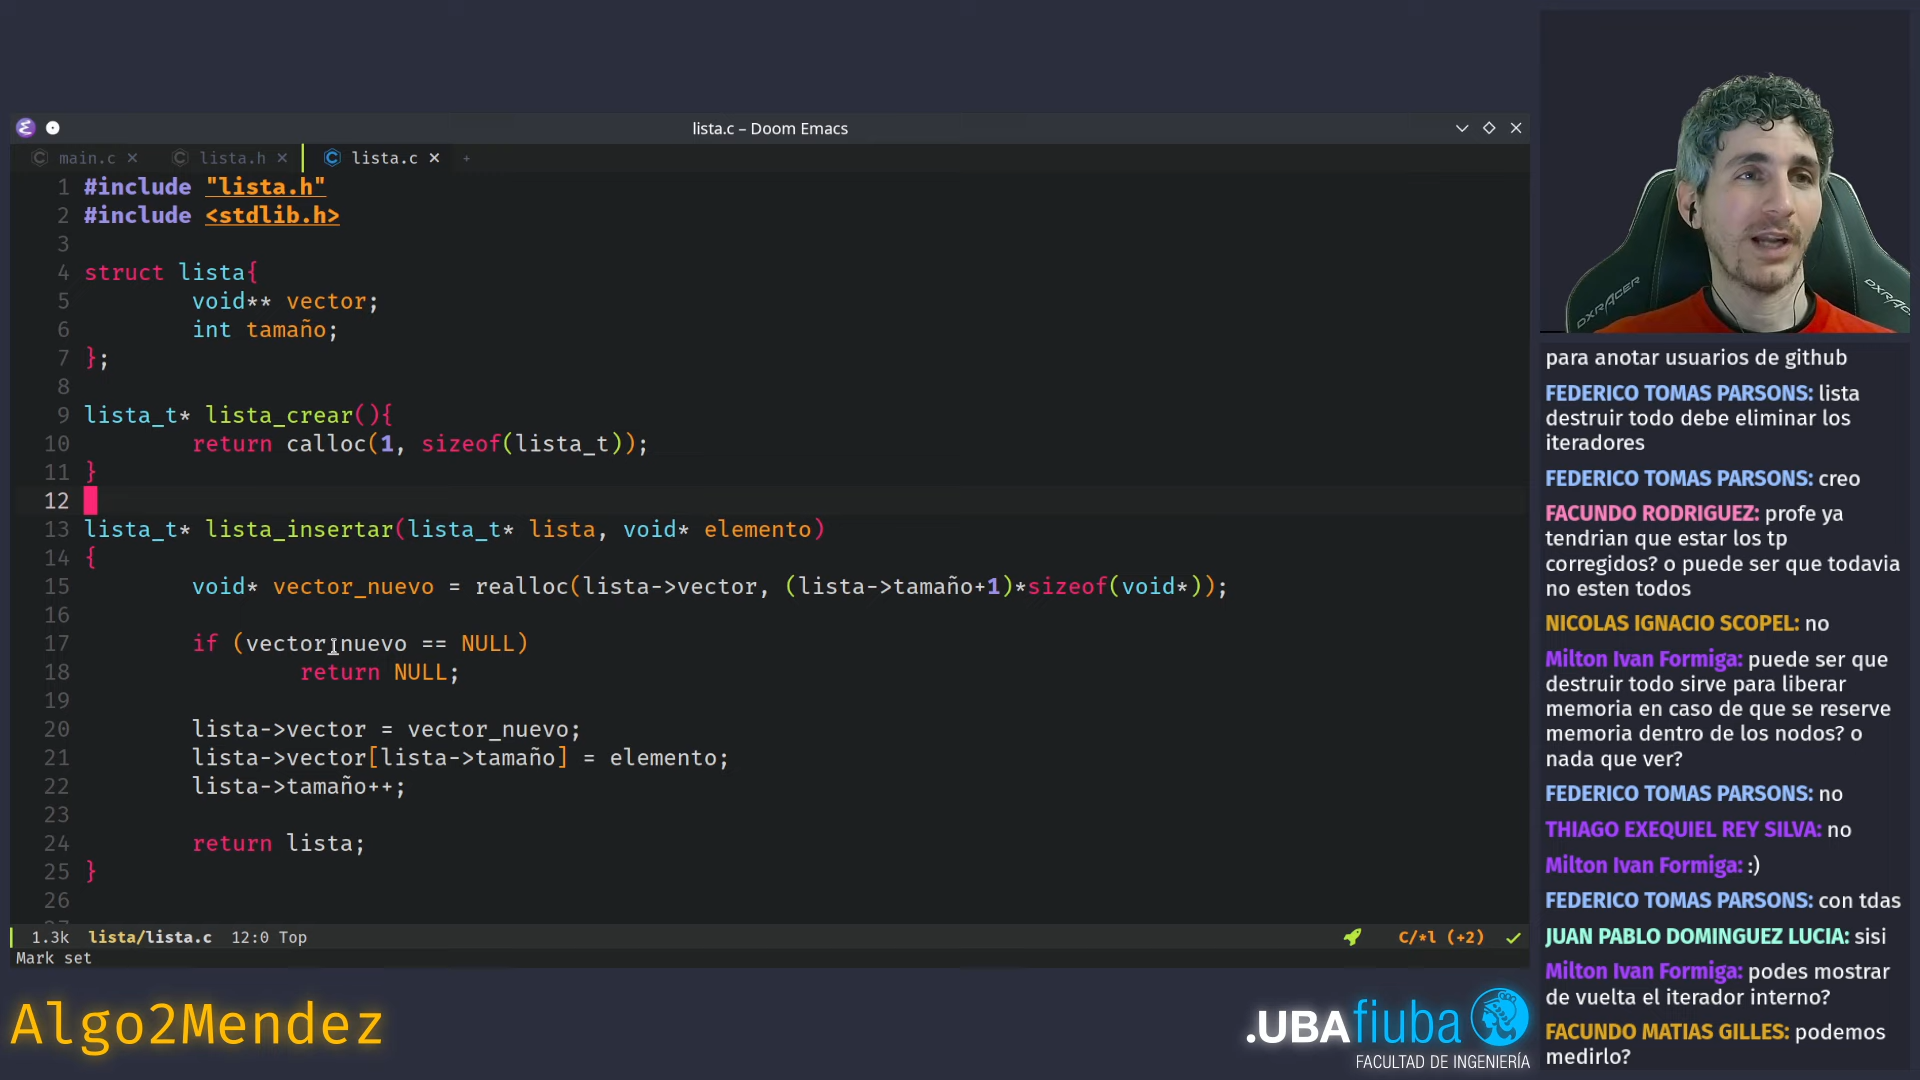 lista.c – Doom Emacs
main.c × lista.h × lista.c × +
1 #include "lista.h"
2 #include <stdlib.h>
3
4 struct lista{
5 void** vector;
6 int tamaño;
7 };
8
9 lista_t* lista_crear(){
10 return calloc(1, sizeof(lista_t));
11 }
12
13 lista_t* lista_insertar(lista_t* lista, void* elemento)
14 {
15 void* vector_nuevo = realloc(lista->vector, (lista->tamaño+1)*sizeof(void*));
16
17 if (vector_nuevo == NULL)
18 return NULL;
19
20 lista->vector = vector_nuevo;
21 lista->vector[lista->tamaño] = elemento;
22 lista->tamaño++;
23
24 return lista;
25 }
26
1.3k lista/lista.c 12:0 Top C/*l (+2)
Mark set
Algo2Mendez
.UBAfiuba
FACULTAD DE INGENIERÍA
DXRACER
DXRACER
para anotar usuarios de github
FEDERICO TOMAS PARSONS: lista
destruir todo debe eliminar los
iteradores
FEDERICO TOMAS PARSONS: creo
FACUNDO RODRIGUEZ: profe ya
tendrian que estar los tp
corregidos? o puede ser que todavia
no esten todos
NICOLAS IGNACIO SCOPEL: no
Milton Ivan Formiga: puede ser que
destruir todo sirve para liberar
memoria en caso de que se reserve
memoria dentro de los nodos? o
nada que ver?
FEDERICO TOMAS PARSONS: no
THIAGO EXEQUIEL REY SILVA: no
Milton Ivan Formiga: :)
FEDERICO TOMAS PARSONS: con tdas
JUAN PABLO DOMINGUEZ LUCIA: sisi
Milton Ivan Formiga: podes mostrar
de vuelta el iterador interno?
FACUNDO MATIAS GILLES: podemos
medirlo?